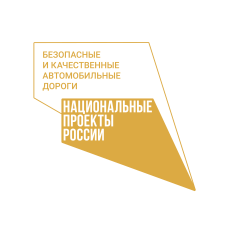 БЕЗОПАСНЫЕ
И КАЧЕСТВЕННЫЕ
АВТОМОБИЛЬНЫЕ
ДОРОГИ
НАЦИОНАЛЬНЫЕ
ПРОЕКТЫ
РОССИИ